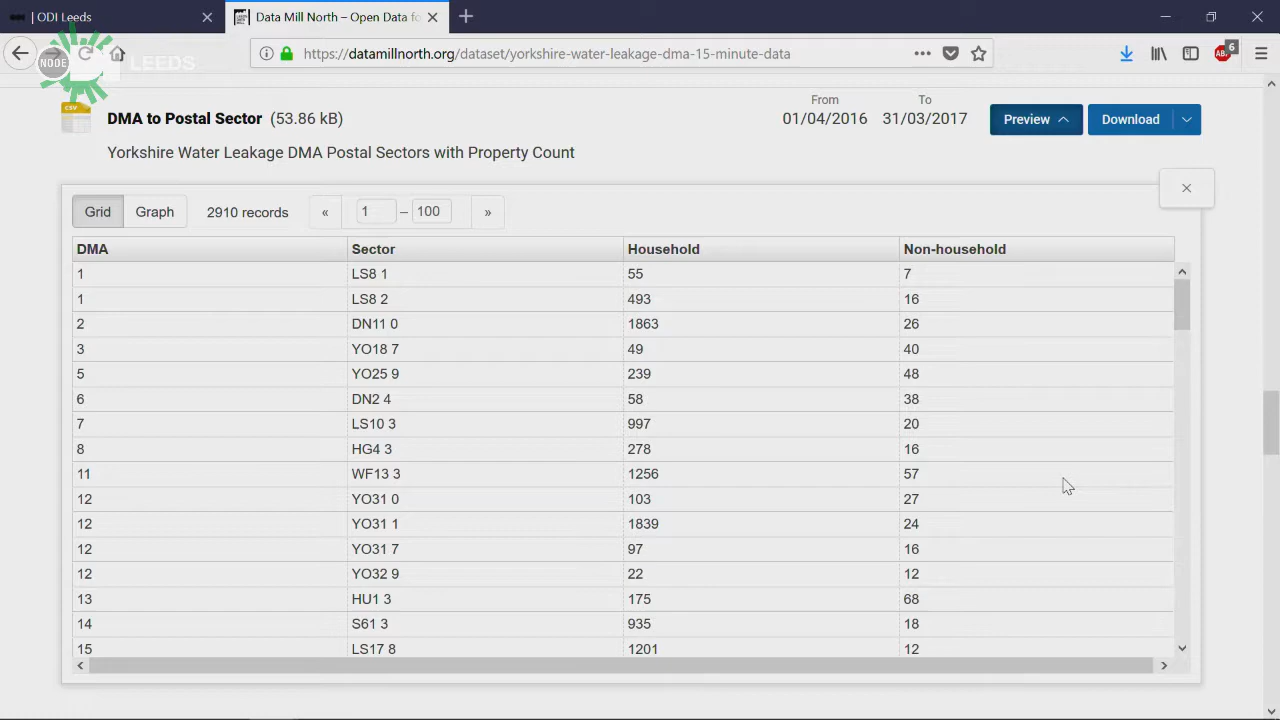 | ODI Leeds
Data Mill North – Open Data fo
https://datamillnorth.org/dataset/yorkshire-water-leakage-dma-15-minute-data
ABP 6
NODE
LEEDS
CSV
DMA to Postal Sector (53.86 kB)
From To
01/04/2016 31/03/2017
Preview Download
Yorkshire Water Leakage DMA Postal Sectors with Property Count
Grid Graph 2910 records « 1 – 100 »
DMA Sector Household Non-household
1 LS8 1 55 7
1 LS8 2 493 16
2 DN11 0 1863 26
3 YO18 7 49 40
5 YO25 9 239 48
6 DN2 4 58 38
7 LS10 3 997 20
8 HG4 3 278 16
11 WF13 3 1256 57
12 YO31 0 103 27
12 YO31 1 1839 24
12 YO31 7 97 16
12 YO32 9 22 12
13 HU1 3 175 68
14 S61 3 935 18
15 LS17 8 1201 12